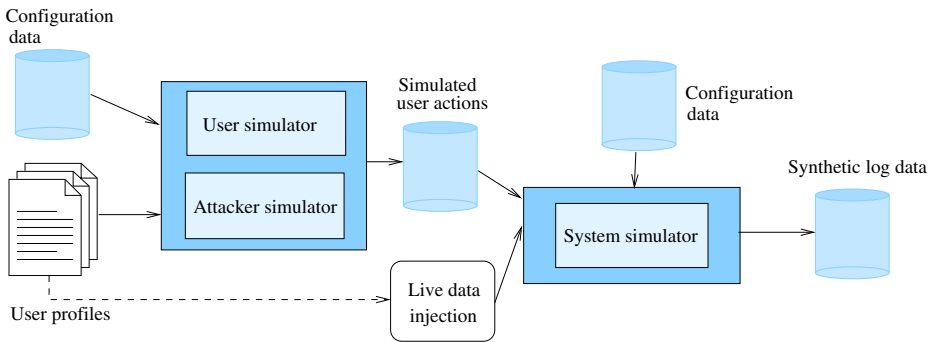 Configuration
data
User simulator
Attacker simulator
User profiles
Simulated
user actions
Live data
injection
Configuration
data
System simulator
Synthetic log data